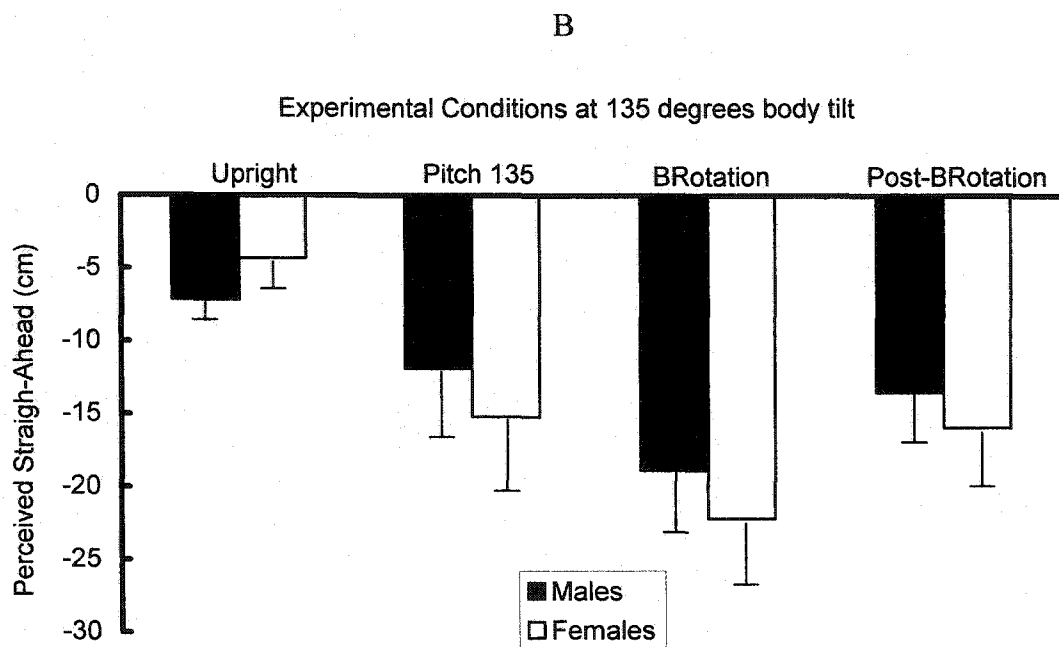 B
Experimental Conditions at 135 degrees body tilt
Upright Pitch 135 BRotation Post-BRotation
0
-5
-10
-15
-20
-25
-30
Perceived Straigh-Ahead (cm)
Males
Females